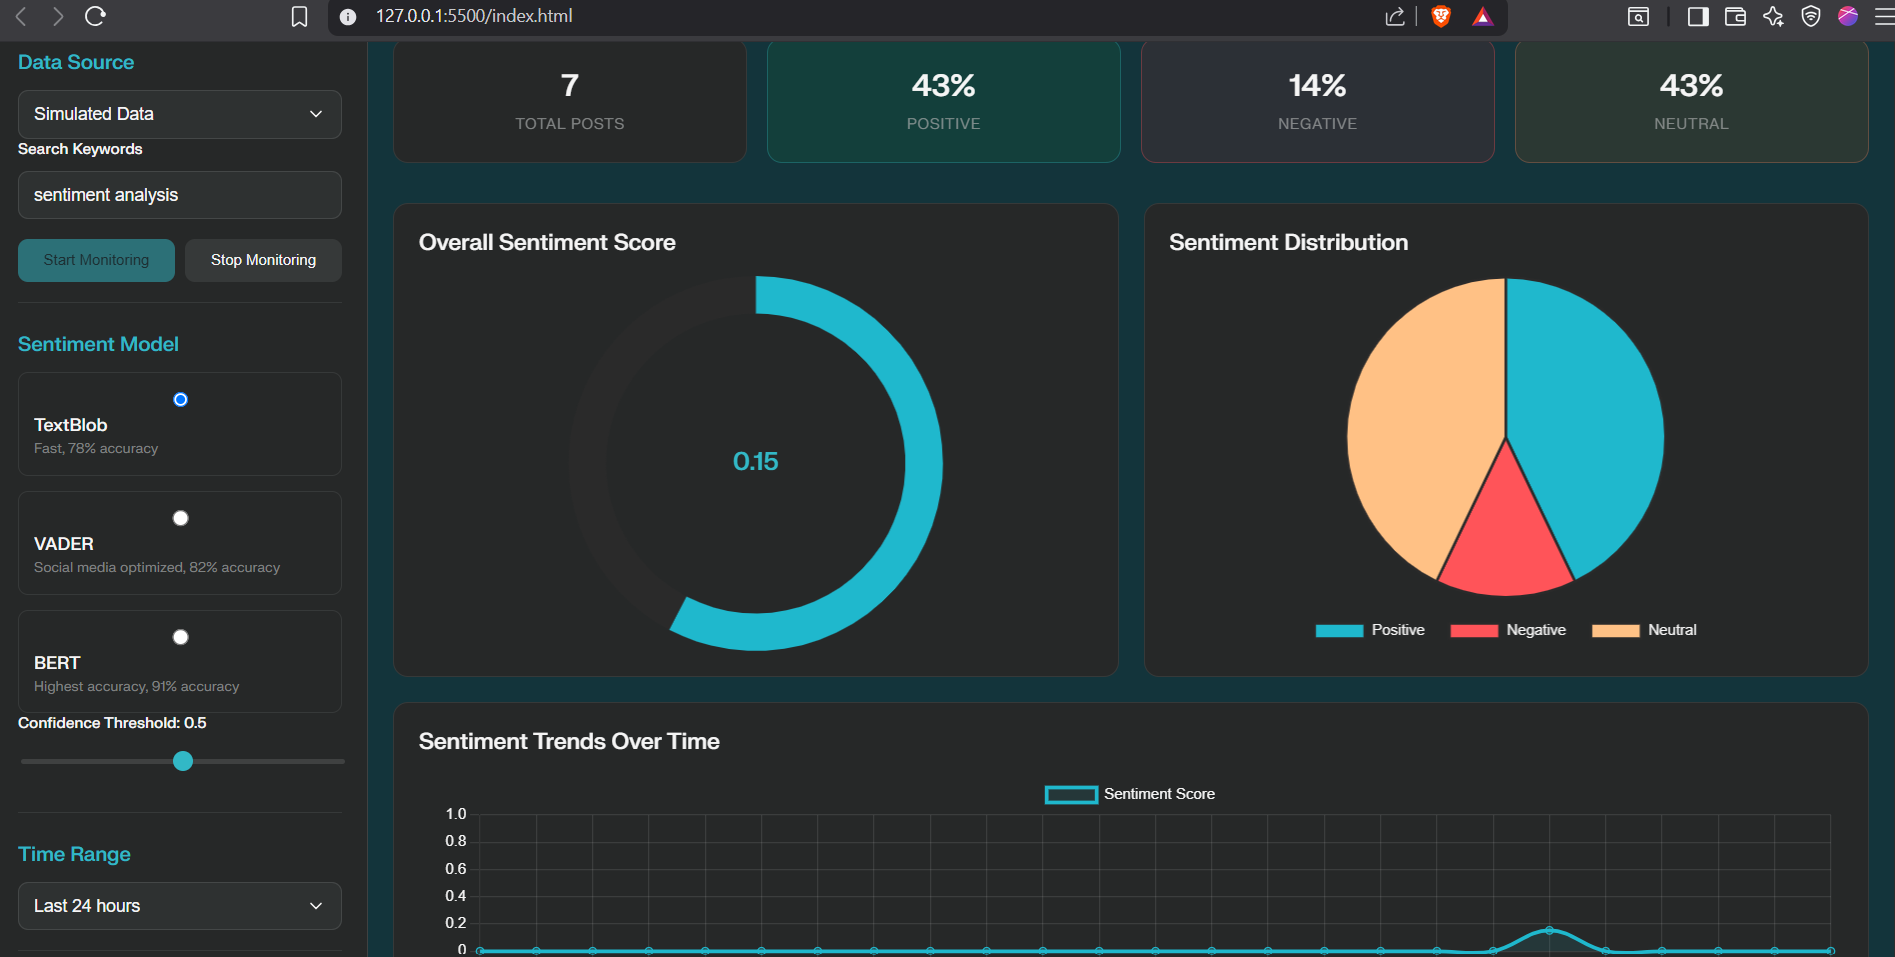 127.0.0.1:5500/index.html
Data Source
Simulated Data
Search Keywords
sentiment analysis
Start Monitoring
Stop Monitoring
Sentiment Model
TextBlob
Fast, 78% accuracy
VADER
Social media optimized, 82% accuracy
BERT
Highest accuracy, 91% accuracy
Confidence Threshold: 0.5
Time Range
Last 24 hours
7
TOTAL POSTS
43%
POSITIVE
14%
NEGATIVE
43%
NEUTRAL
Overall Sentiment Score
0.15
Sentiment Distribution
Positive
Negative
Neutral
Sentiment Trends Over Time
Sentiment Score
1.0
0.8
0.6
0.4
0.2
0